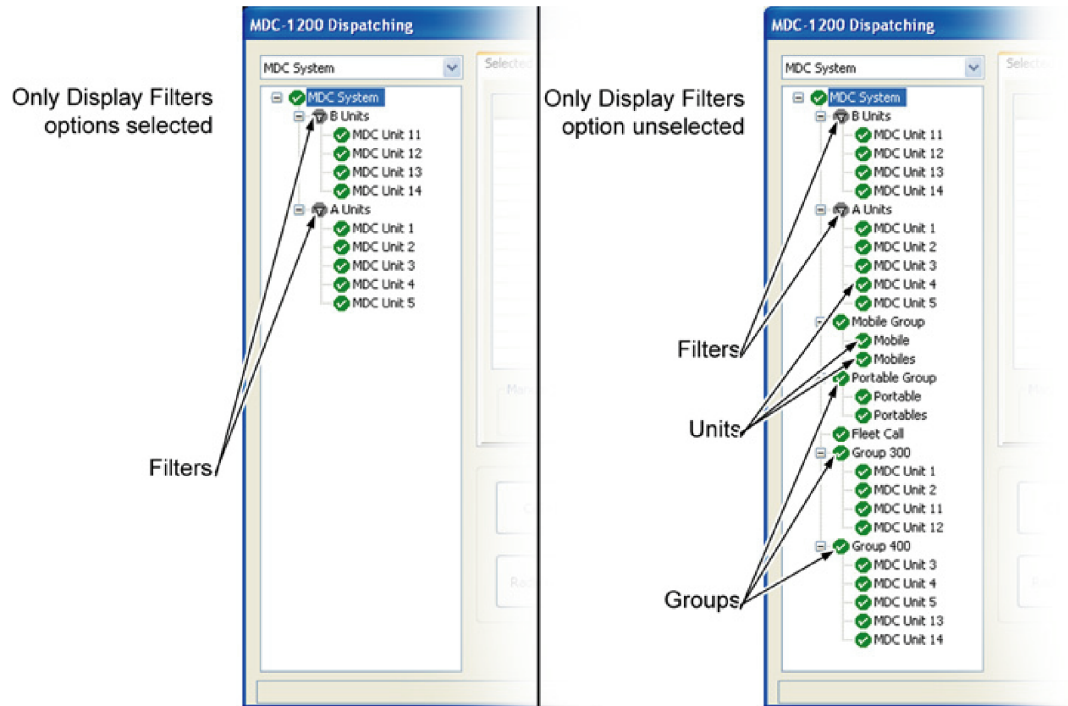 MDC-1200 Dispatching
MDC System
Selected
Only Display Filters
options selected
MDC System
B Units
MDC Unit 11
MDC Unit 12
MDC Unit 13
MDC Unit 14
A Units
MDC Unit 1
MDC Unit 2
MDC Unit 3
MDC Unit 4
MDC Unit 5
Filters
MDC-1200 Dispatching
MDC System
Selected
Only Display Filters
option unselected
MDC System
B Units
MDC Unit 11
MDC Unit 12
MDC Unit 13
MDC Unit 14
A Units
MDC Unit 1
MDC Unit 2
MDC Unit 3
MDC Unit 4
MDC Unit 5
Mobile Group
Mobile
Mobiles
Portable Group
Portable
Portables
Fleet Call
Group 300
MDC Unit 1
MDC Unit 2
MDC Unit 11
MDC Unit 12
Group 400
MDC Unit 3
MDC Unit 4
MDC Unit 5
MDC Unit 13
MDC Unit 14
Filters
Units
Groups